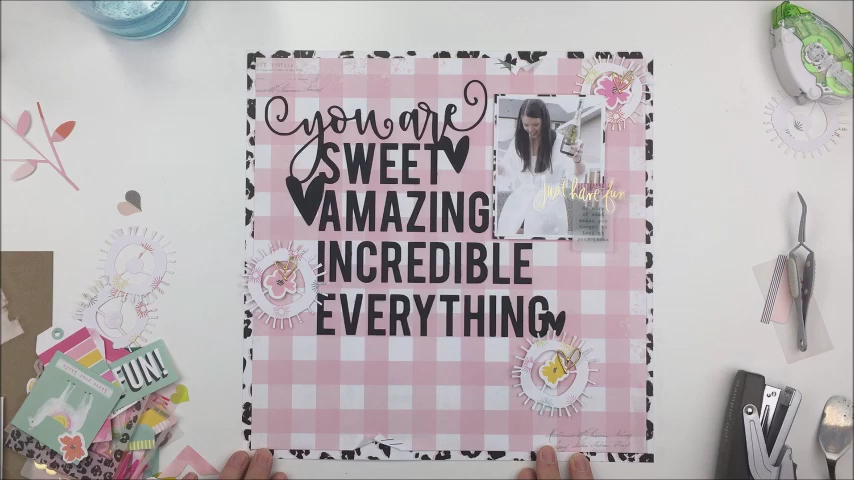 you are
SWEET
AMAZING
INCREDIBLE
EVERYTHING
just have fun
FUN!